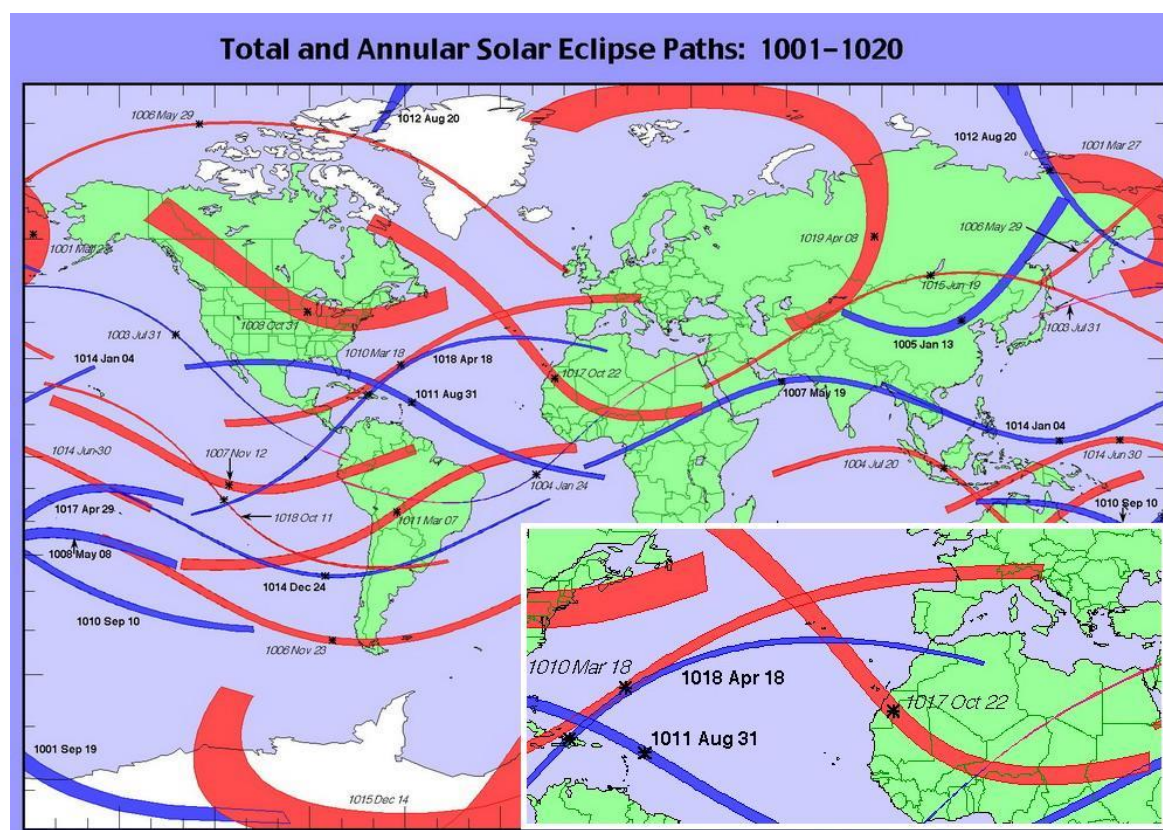 Total and Annular Solar Eclipse Paths: 1001–1020
1006 May 29
1012 Aug 20
1012 Aug 20
1001 Mar 27
1001 Mar 27
1019 Apr 08
1006 May 29
1015 Jun 19
1008 Oct 31
1003 Jul 31
1003 Jul 31
1005 Jan 13
1014 Jan 04
1010 Mar 18
1018 Apr 18
1017 Oct 22
1011 Aug 31
1007 May 19
1014 Jan 04
1007 Nov 12
1014 Jun 30
1004 Jul 20
1014 Jun 30
1004 Jan 24
1017 Apr 29
1018 Oct 11
1011 Mar 07
1010 Sep 10
1008 May 08
1014 Dec 24
1010 Sep 10
1006 Nov 23
1010 Mar 18
1018 Apr 18
1017 Oct 22
1011 Aug 31
1001 Sep 19
1015 Dec 14